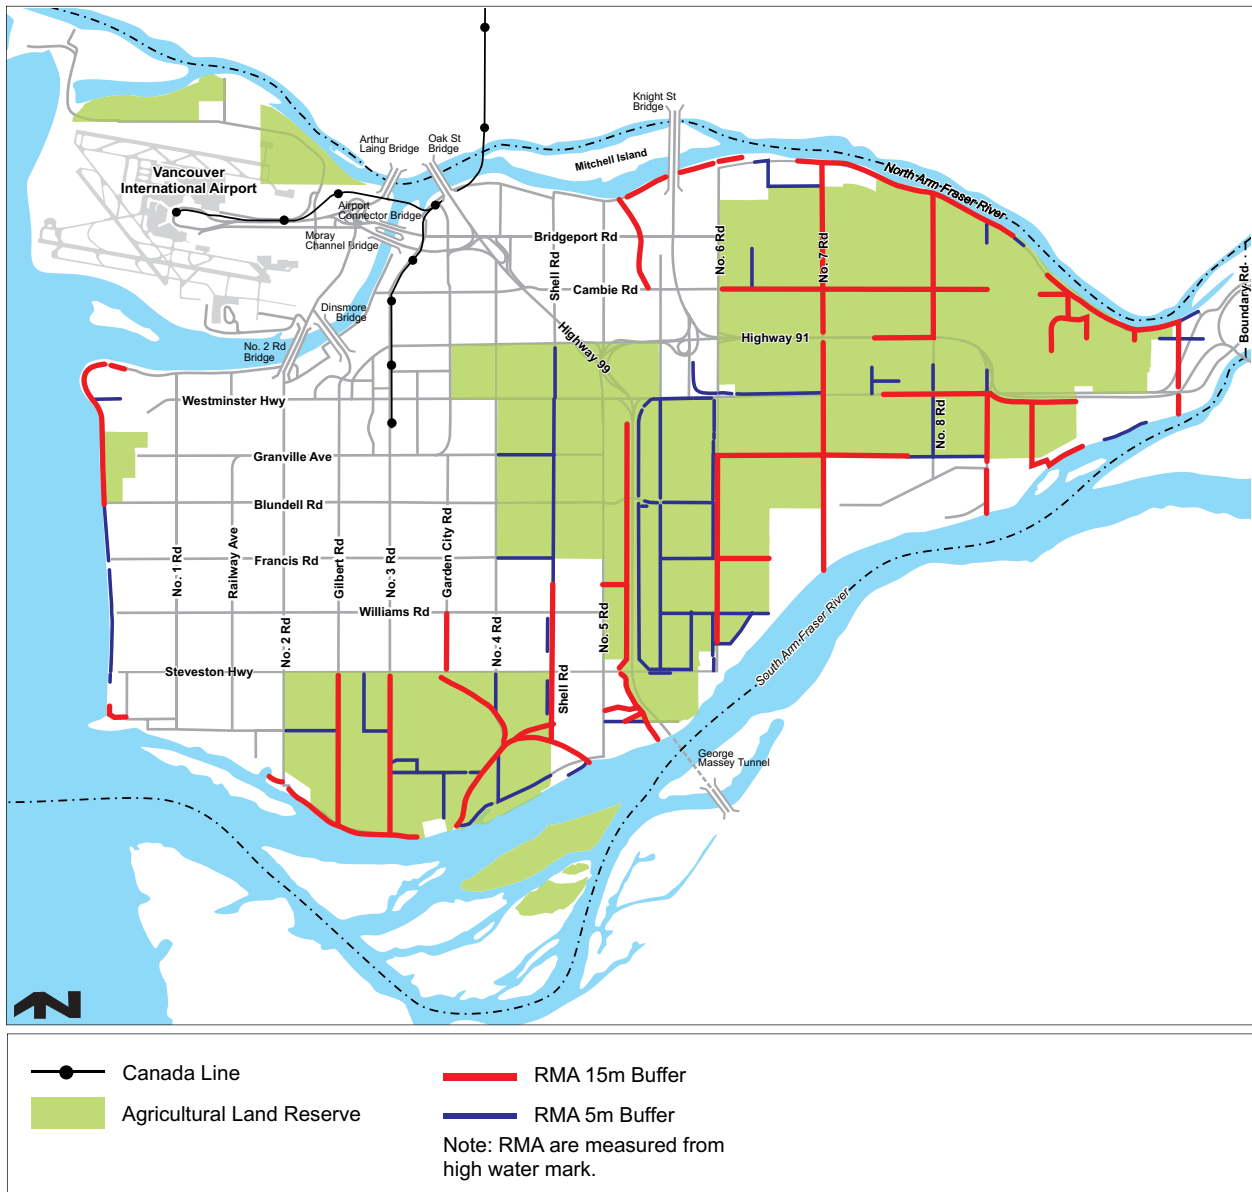 Knight St
Bridge
Arthur
Laing Bridge
Oak St
Bridge
Mitchell Island
Vancouver
International Airport
North Arm Fraser River
Airport
Connector Bridge
Moray
Channel Bridge
Bridgeport Rd
Shell Rd
No. 6 Rd
No. 7 Rd
Cambie Rd
Boundary Rd
Dinsmore
Bridge
No. 2 Rd
Bridge
Highway 99
Highway 91
Westminster Hwy
No. 8 Rd
Granville Ave
Blundell Rd
Francis Rd
No. 1 Rd
Railway Ave
Gilbert Rd
No. 3 Rd
Garden City Rd
Williams Rd
No. 2 Rd
No. 4 Rd
No. 5 Rd
South Arm Fraser River
Steveston Hwy
Shell Rd
George
Massey Tunnel
N
Canada Line
Agricultural Land Reserve
RMA 15m Buffer
RMA 5m Buffer
Note: RMA are measured from
high water mark.